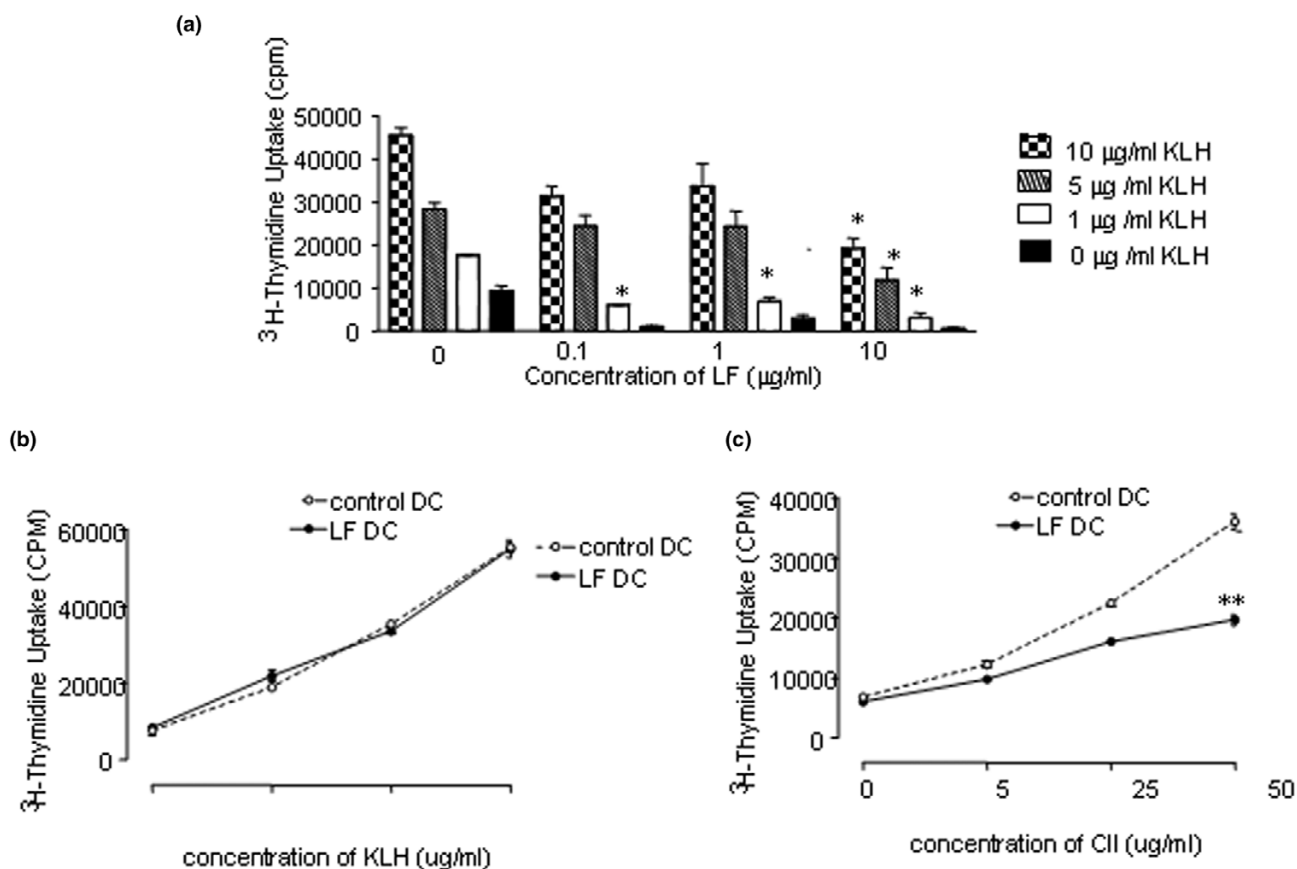 (a)
³H-Thymidine Uptake (cpm)
50000
40000
30000
20000
10000
0
* * * * *
0 0.1 1 10
Concentration of LF (µg/ml)
10 µg/ml KLH
5 µg /ml KLH
1 µg /ml KLH
0 µg /ml KLH
(b)
³H-Thymidine Uptake (CPM)
control DC
LF DC
60000
40000
20000
0
control DC
LF DC
concentration of KLH (ug/ml)
(c)
³H-Thymidine Uptake (CPM)
control DC
LF DC
40000
30000
20000
10000
0
**
0 5 25 50
concentration of CII (ug/ml)